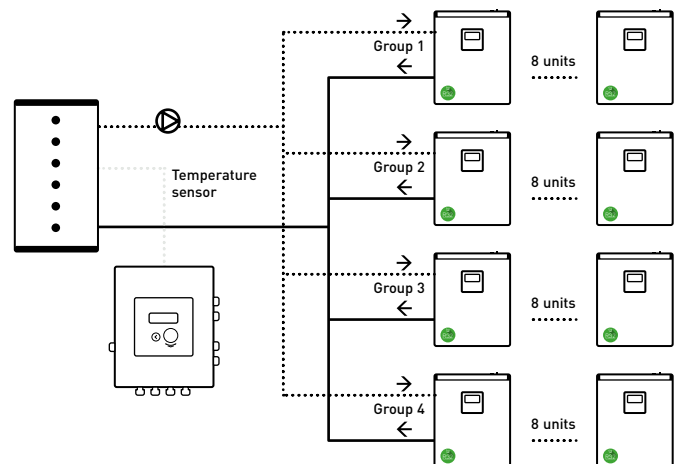 Group 1
8 units
Group 2
8 units
Temperature
sensor
Group 3
8 units
Group 4
8 units